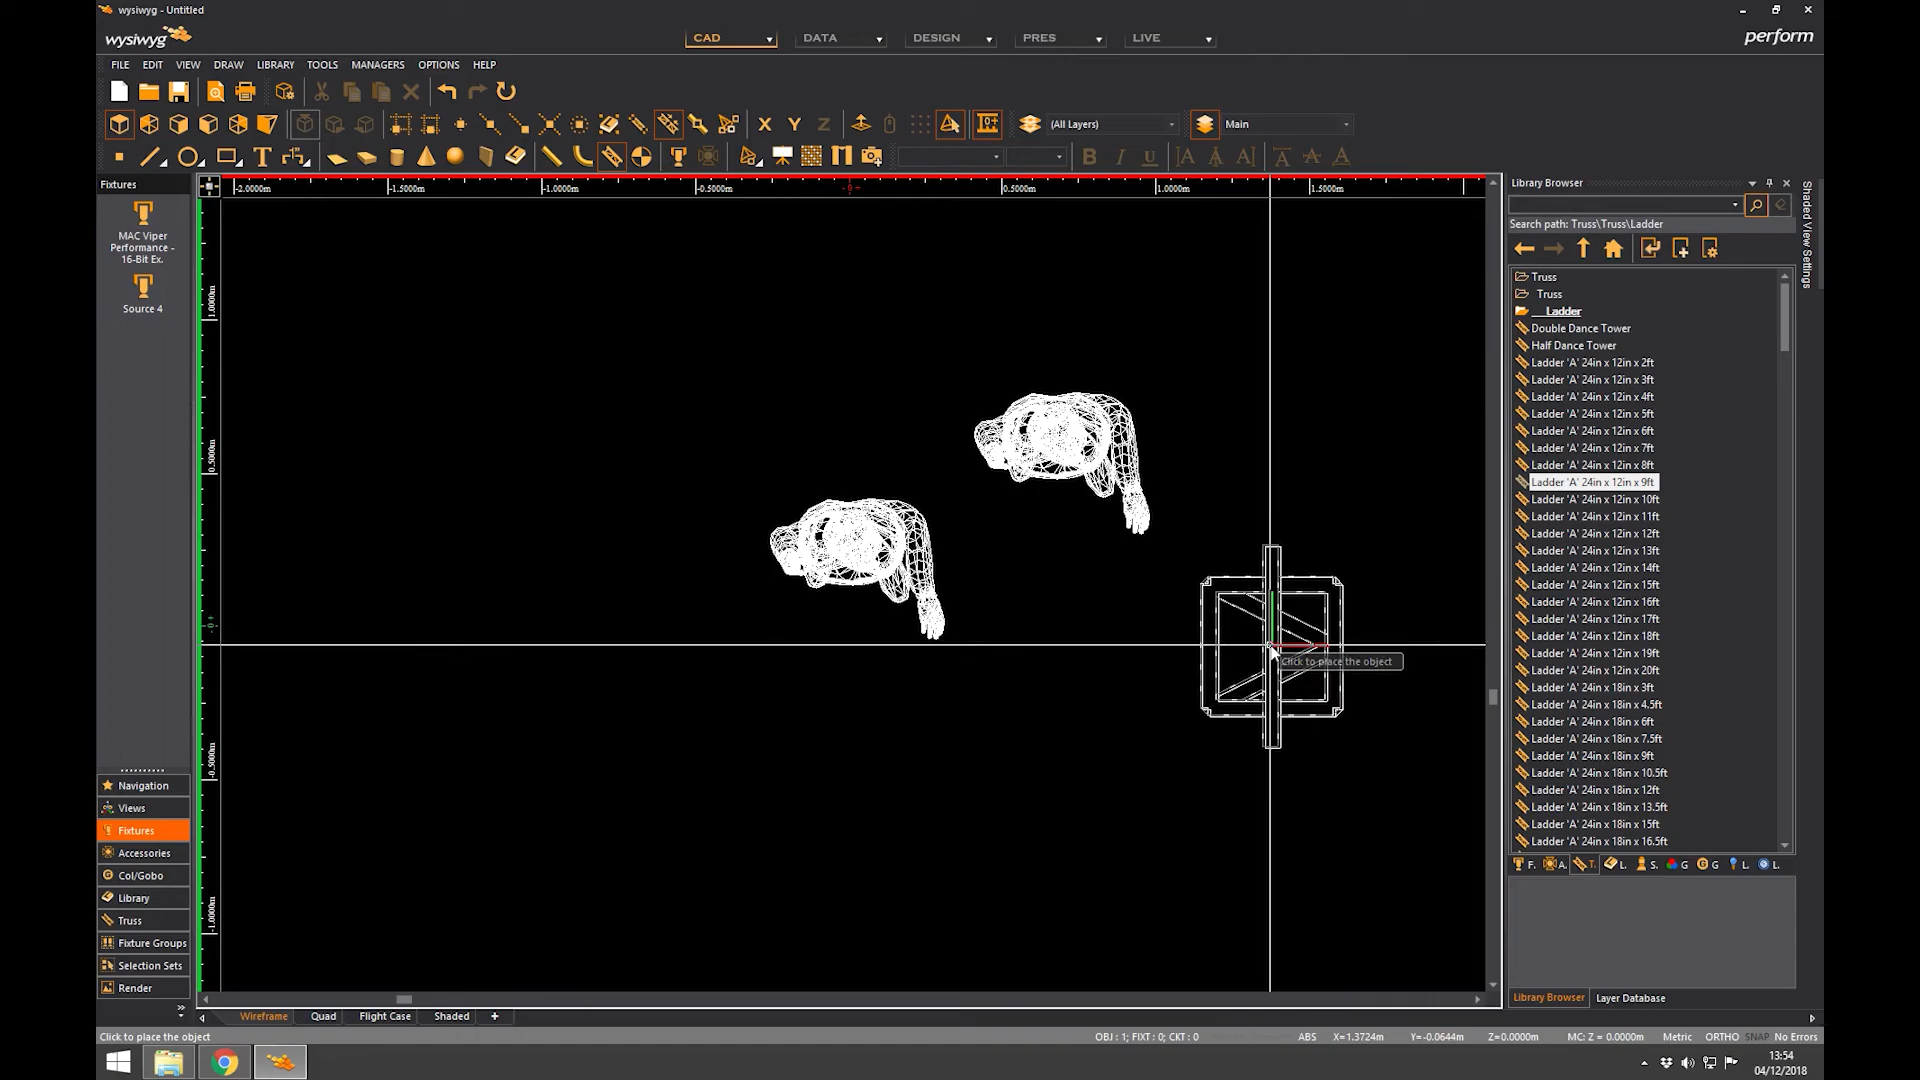 wysiwyg - Untitled
wysiwyg
CAD DATA DESIGN PRES LIVE
perform
FILE EDIT VIEW DRAW LIBRARY TOOLS MANAGERS OPTIONS HELP
X Y Z (All Layers) Main
T B I U A A A A A A
Fixtures
MAC Viper
Performance -
16-Bit Ex.
Source 4
-2.0000m -1.5000m -1.0000m -0.5000m -0+ 0.5000m 1.0000m 1.5000m
1.0000m
0.5000m
-0+
-0.5000m
-1.0000m
Click to place the object
Library Browser
Search path: Truss\Truss\Ladder
Truss
Truss
Ladder
Double Dance Tower
Half Dance Tower
Ladder 'A' 24in x 12in x 2ft
Ladder 'A' 24in x 12in x 3ft
Ladder 'A' 24in x 12in x 4ft
Ladder 'A' 24in x 12in x 5ft
Ladder 'A' 24in x 12in x 6ft
Ladder 'A' 24in x 12in x 7ft
Ladder 'A' 24in x 12in x 8ft
Ladder 'A' 24in x 12in x 9ft
Ladder 'A' 24in x 12in x 10ft
Ladder 'A' 24in x 12in x 11ft
Ladder 'A' 24in x 12in x 12ft
Ladder 'A' 24in x 12in x 13ft
Ladder 'A' 24in x 12in x 14ft
Ladder 'A' 24in x 12in x 15ft
Ladder 'A' 24in x 12in x 16ft
Ladder 'A' 24in x 12in x 17ft
Ladder 'A' 24in x 12in x 18ft
Ladder 'A' 24in x 12in x 19ft
Ladder 'A' 24in x 12in x 20ft
Ladder 'A' 24in x 18in x 3ft
Ladder 'A' 24in x 18in x 4.5ft
Ladder 'A' 24in x 18in x 6ft
Ladder 'A' 24in x 18in x 7.5ft
Ladder 'A' 24in x 18in x 9ft
Ladder 'A' 24in x 18in x 10.5ft
Ladder 'A' 24in x 18in x 12ft
Ladder 'A' 24in x 18in x 13.5ft
Ladder 'A' 24in x 18in x 15ft
Ladder 'A' 24in x 18in x 16.5ft
F. A. T. L. S. G G L. L.
Library Browser Layer Database
Shaded View Settings
Navigation
Views
Fixtures
Accessories
Col/Gobo
Library
Truss
Fixture Groups
Selection Sets
Render
Wireframe Quad Flight Case Shaded +
Click to place the object
OBJ : 1; FIXT : 0; CKT : 0 ABS X=1.3724m Y=-0.0644m Z=0.0000m MC: Z = 0.0000m Metric ORTHO SNAP No Errors
13:54
04/12/2018